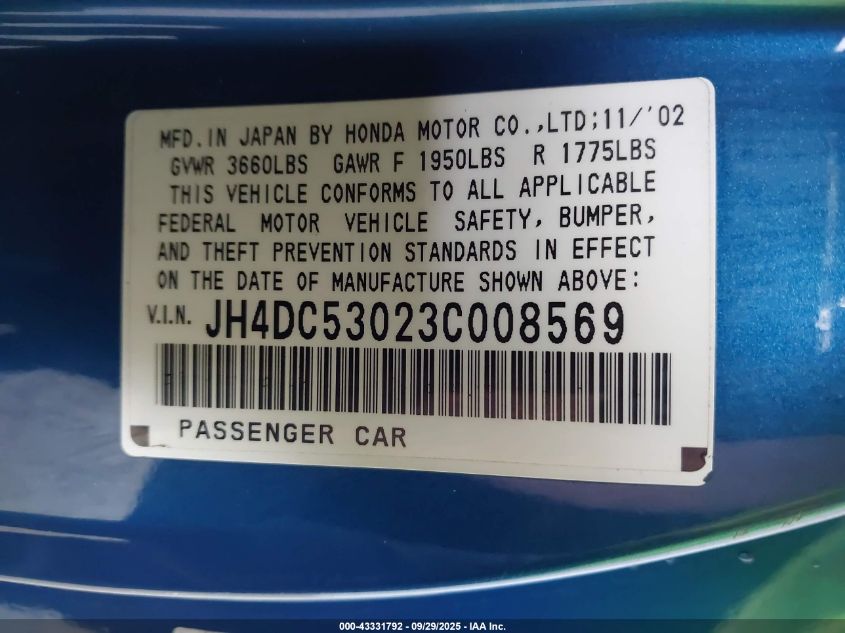 MFD.IN JAPAN BY HONDA MOTOR CO.,LTD;11/'02
GVWR 3660LBS GAWR F 1950LBS R 1775LBS
THIS VEHICLE CONFORMS TO ALL APPLICABLE
FEDERAL MOTOR VEHICLE SAFETY, BUMPER,
AND THEFT PREVENTION STANDARDS IN EFFECT
ON THE DATE OF MANUFACTURE SHOWN ABOVE:
V.I.N. JH4DC53023C008569
PASSENGER CAR
000-43331792 - 09/29/2025 - IAA Inc.